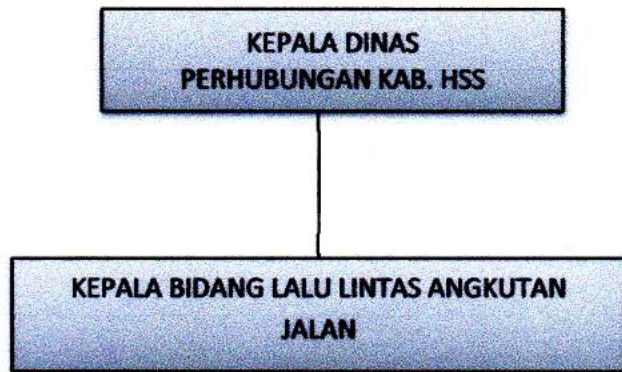 KEPALA DINAS
PERHUBUNGAN KAB. HSS
KEPALA BIDANG LALU LINTAS ANGKUTAN
JALAN